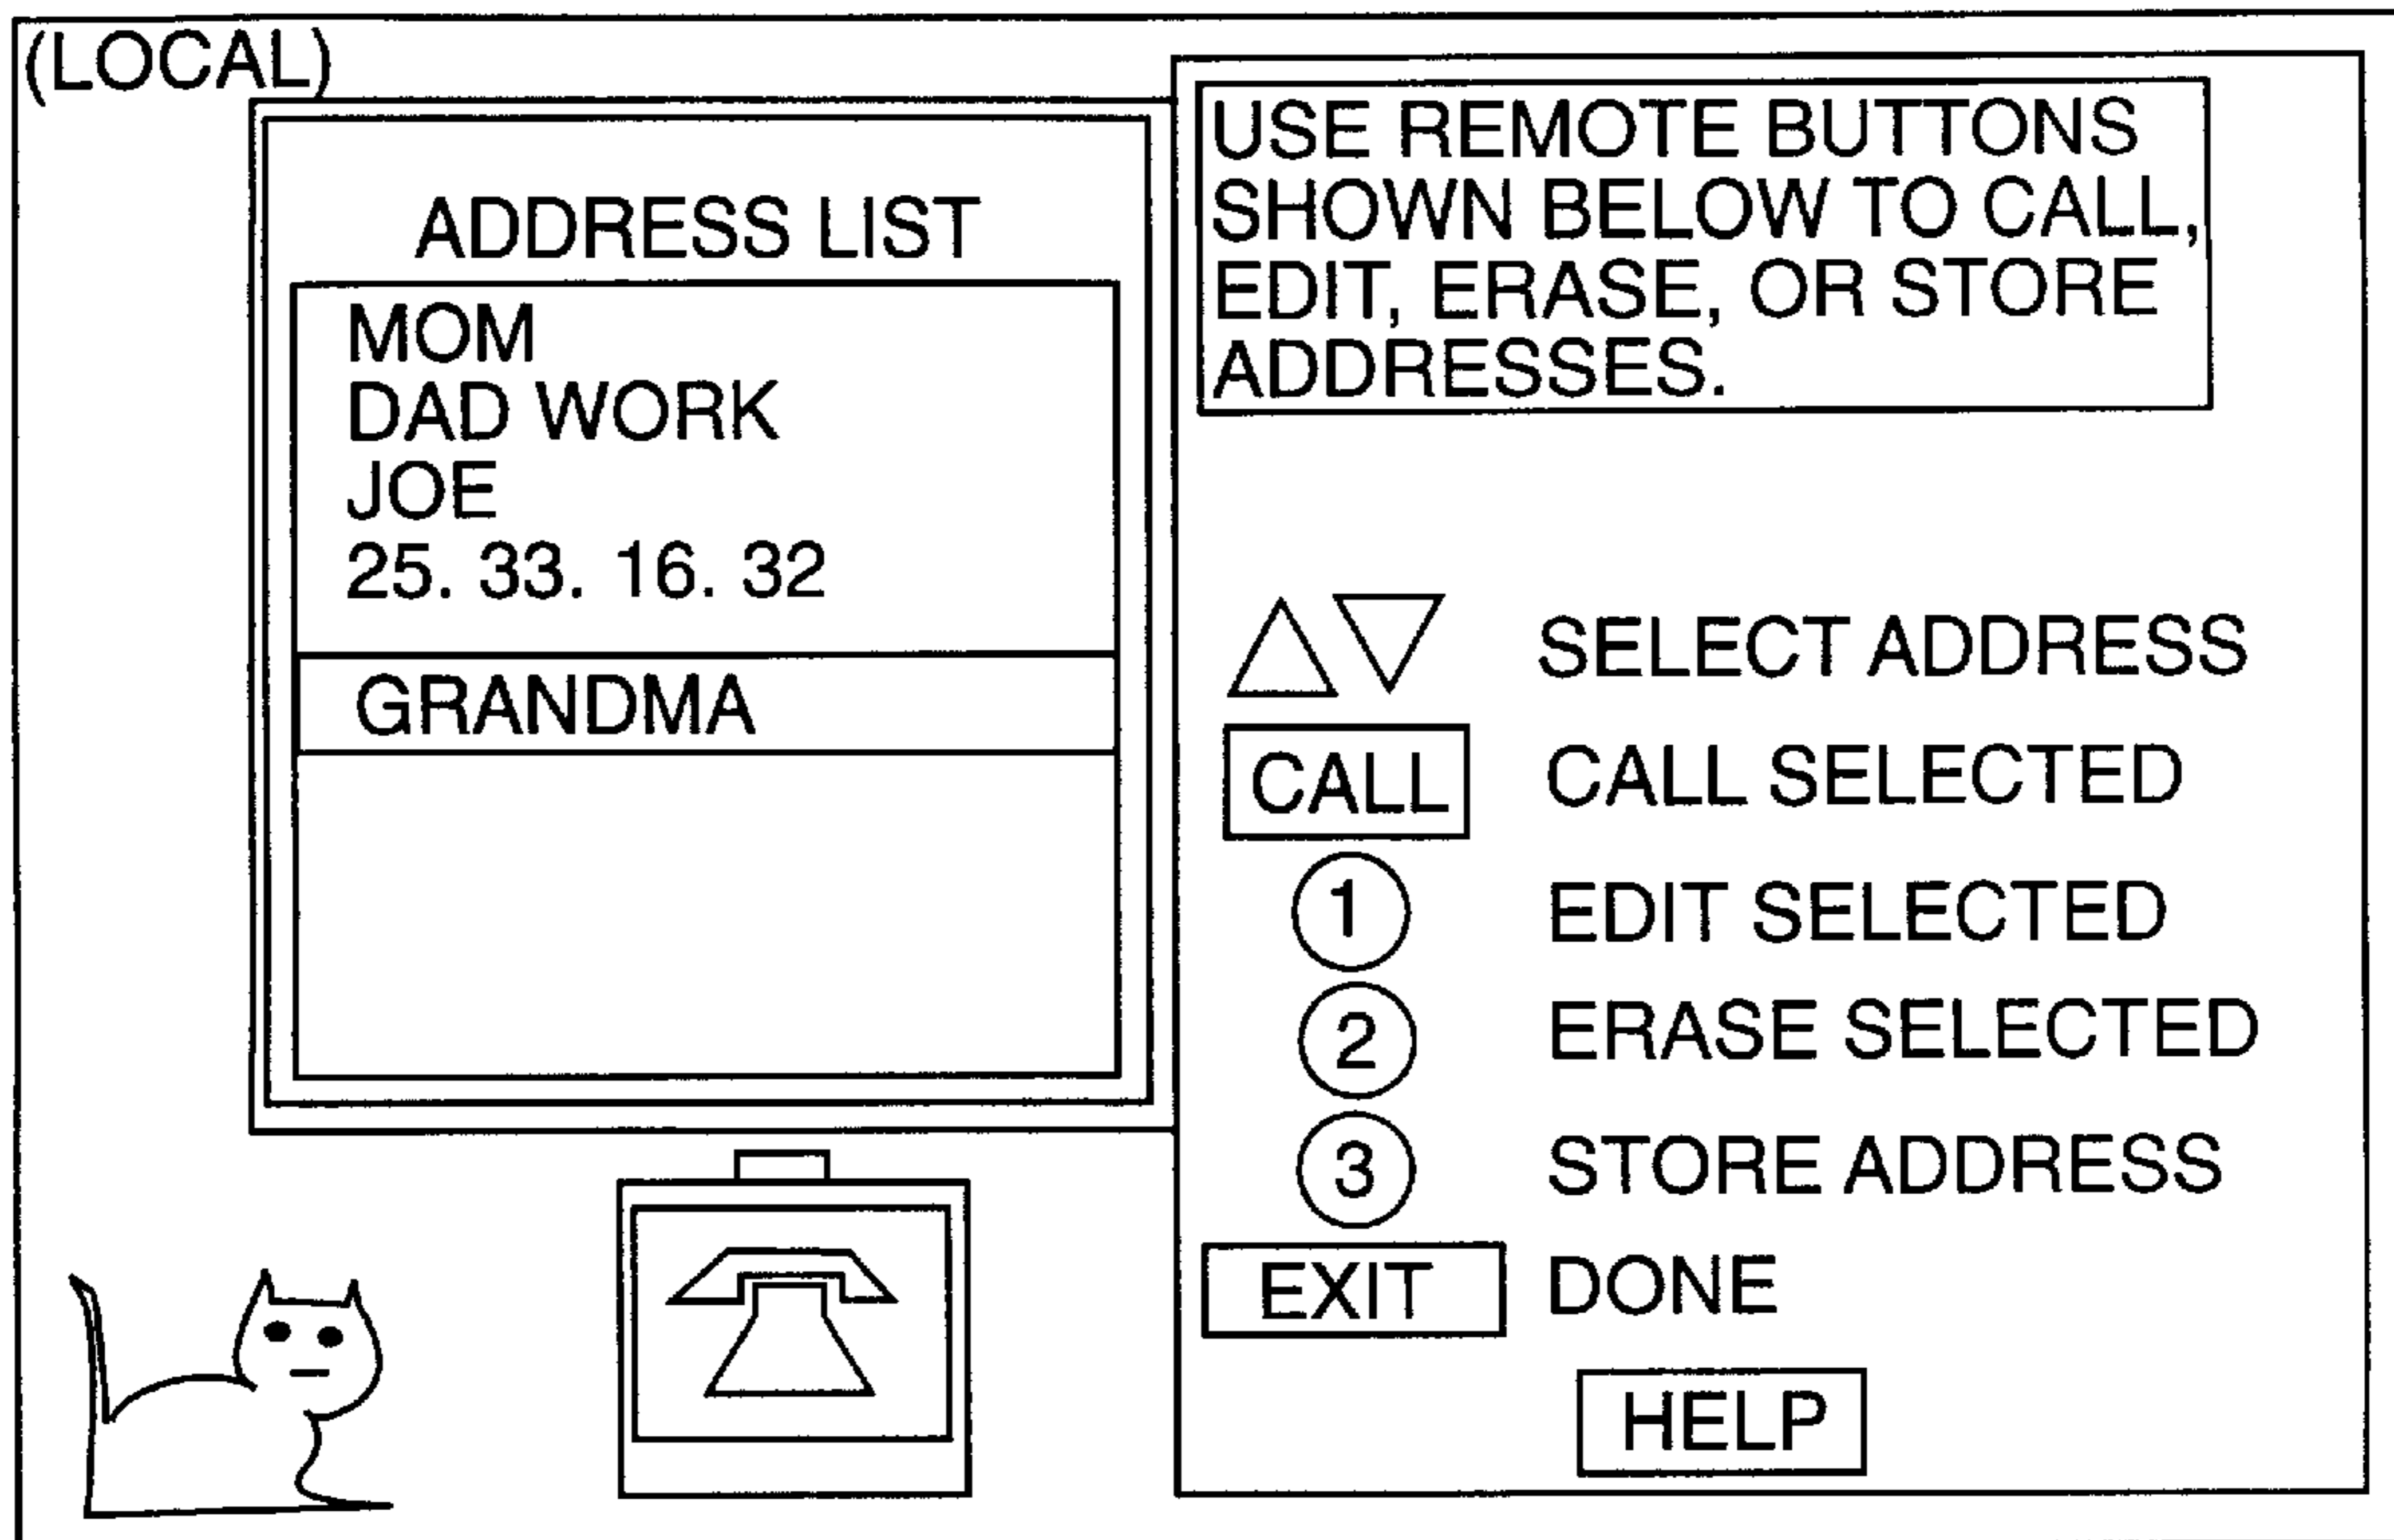 (LOCAL)
ADDRESS LIST
MOM
DAD WORK
JOE
25. 33. 16. 32
GRANDMA
USE REMOTE BUTTONS
SHOWN BELOW TO CALL,
EDIT, ERASE, OR STORE
ADDRESSES.
SELECT ADDRESS
CALL CALL SELECTED
1 EDIT SELECTED
2 ERASE SELECTED
3 STORE ADDRESS
EXIT DONE
HELP